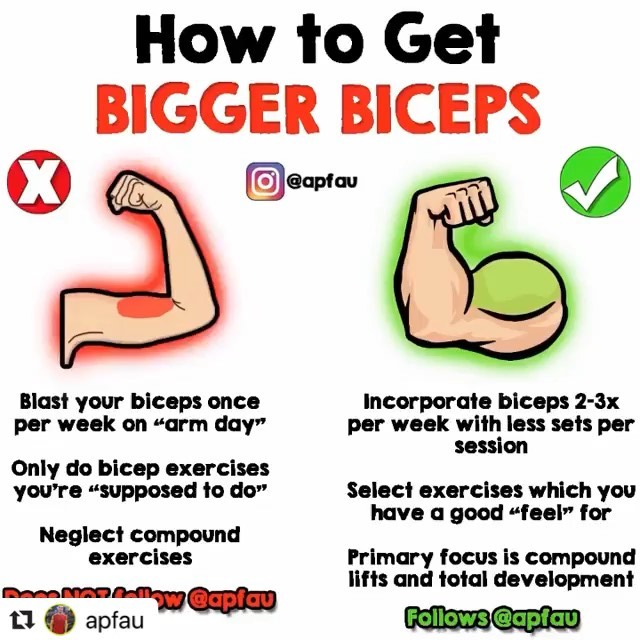 How to Get
BIGGER BICEPS
X
@apfau
Blast your biceps once
per week on “arm day”
Only do bicep exercises
you’re “supposed to do”
Neglect compound
exercises
Does NOT follow @apfau
apfau
Incorporate biceps 2-3x
per week with less sets per
session
Select exercises which you
have a good “feel” for
Primary focus is compound
lifts and total development
Follows @apfau